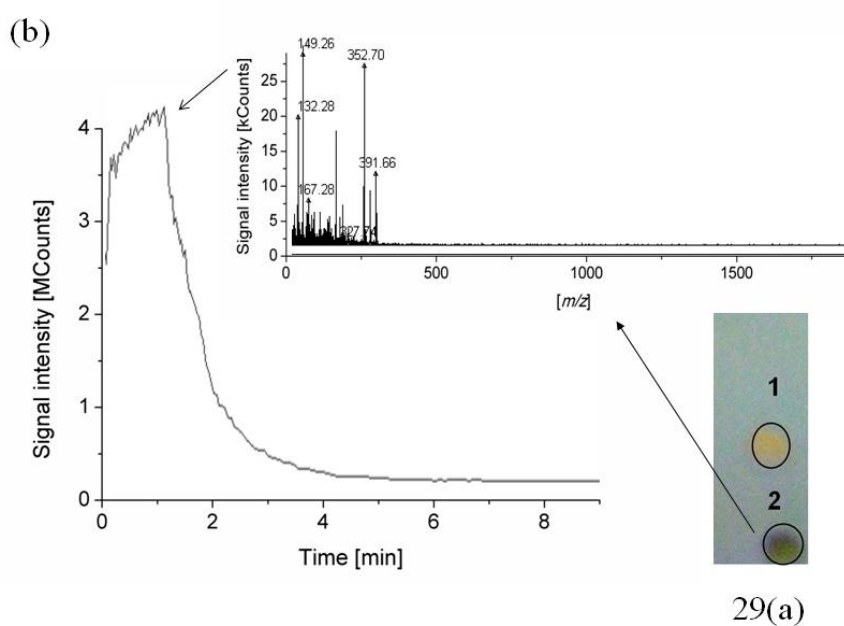 (b)
149.26
352.70
132.28
391.66
167.28
327.74
Signal intensity [kCounts]
25
20
15
10
5
0
0 500 1000 1500
[m/z]
Signal intensity [MCounts]
4
3
2
1
0
0 2 4 6 8
Time [min]
1
2
29(a)